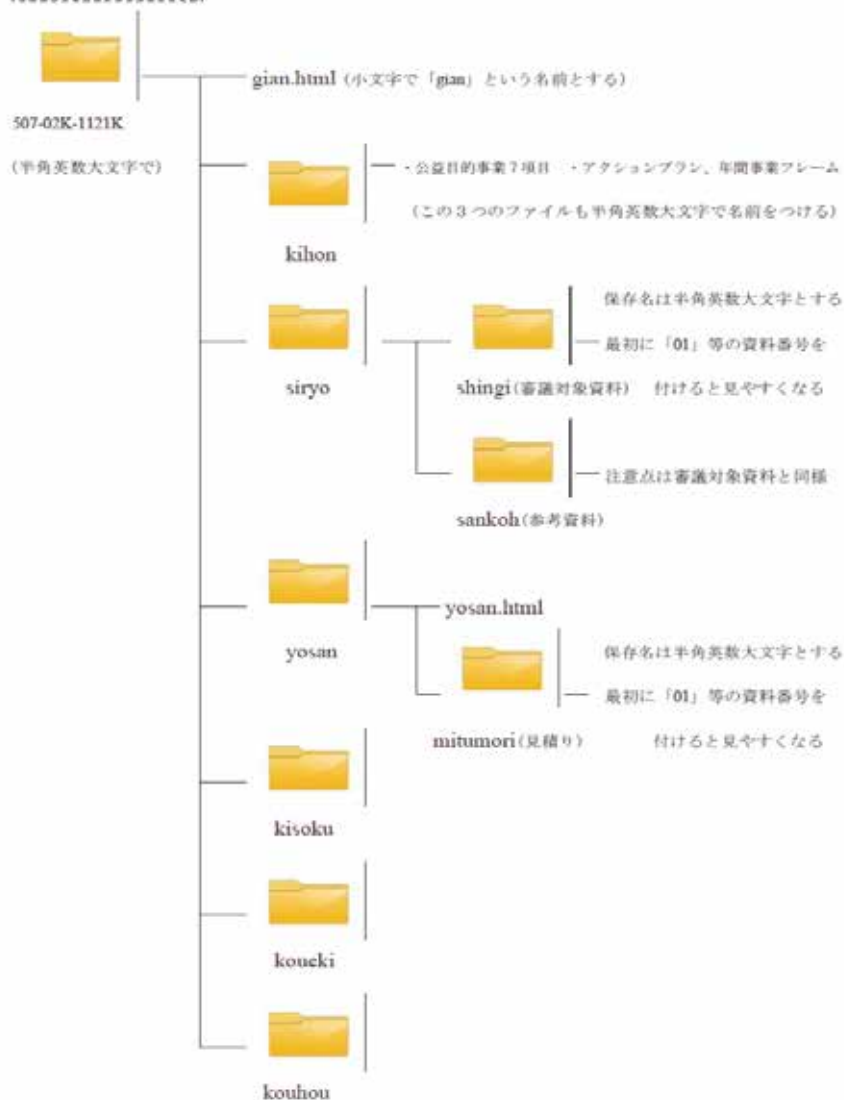 gian.html (小文字で「gian」という名前とする)
507-02K-1121K
(半角英数大文字で)
・公益目的事業7項目　・アクションプラン、年間事業フレーム
(この3つのファイルも半角英数大文字で名前をつける)
kihon
保存名は半角英数大文字とする
最初に「01」等の資料番号を
siryo
shingi(審議対象資料)　付けると見やすくなる
注意点は審議対象資料と同様
sankoh(参考資料)
yosan.html
yosan
保存名は半角英数大文字とする
最初に「01」等の資料番号を
mitumori(見積り)　付けると見やすくなる
kisoku
koueki
kouhou